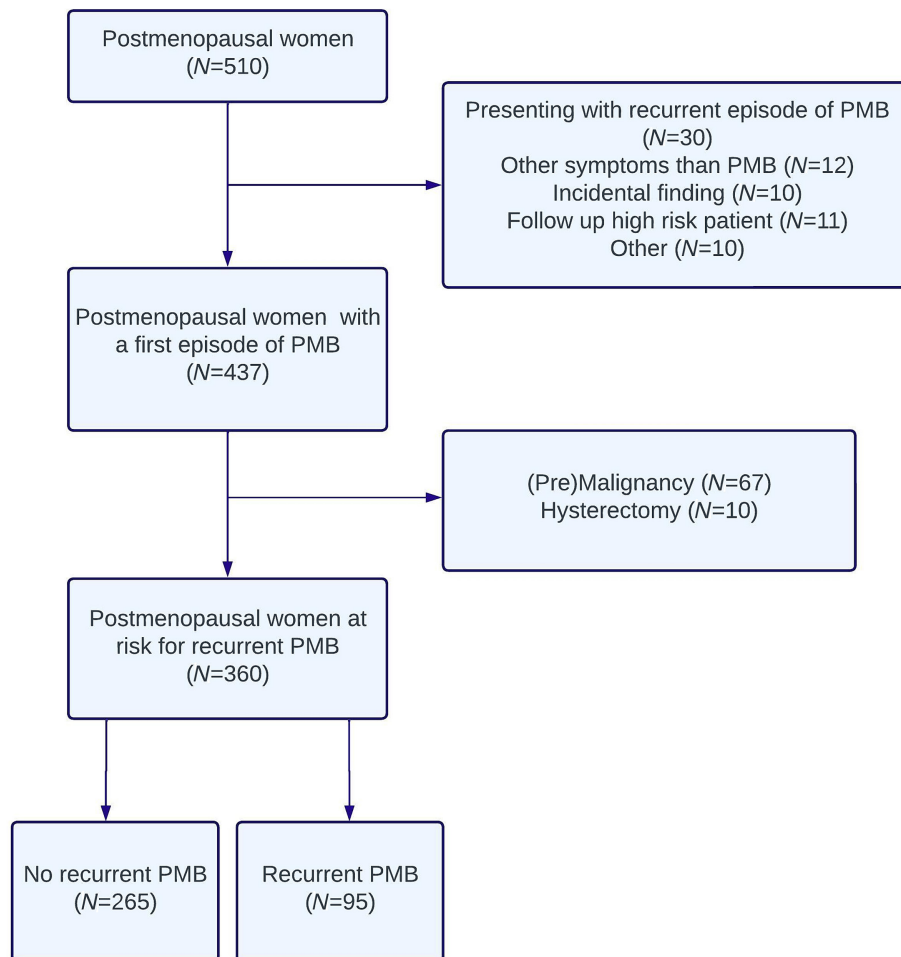 Postmenopausal women
(N=510)
Presenting with recurrent episode of PMB
(N=30)
Other symptoms than PMB (N=12)
Incidental finding (N=10)
Follow up high risk patient (N=11)
Other (N=10)
Postmenopausal women  with
a first episode of PMB
(N=437)
(Pre)Malignancy (N=67)
Hysterectomy (N=10)
Postmenopausal women at
risk for recurrent PMB
(N=360)
No recurrent PMB
(N=265)
Recurrent PMB
(N=95)